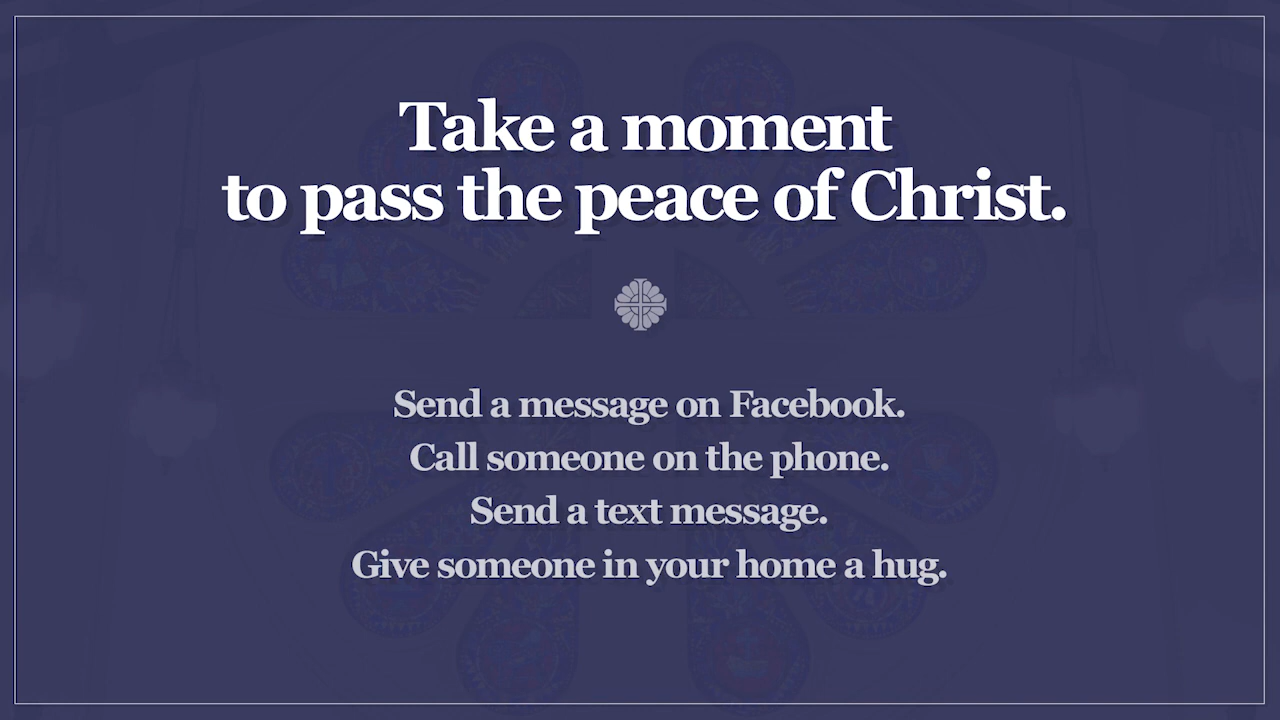 Take a moment
to pass the peace of Christ.
Send a message on Facebook.
Call someone on the phone.
Send a text message.
Give someone in your home a hug.